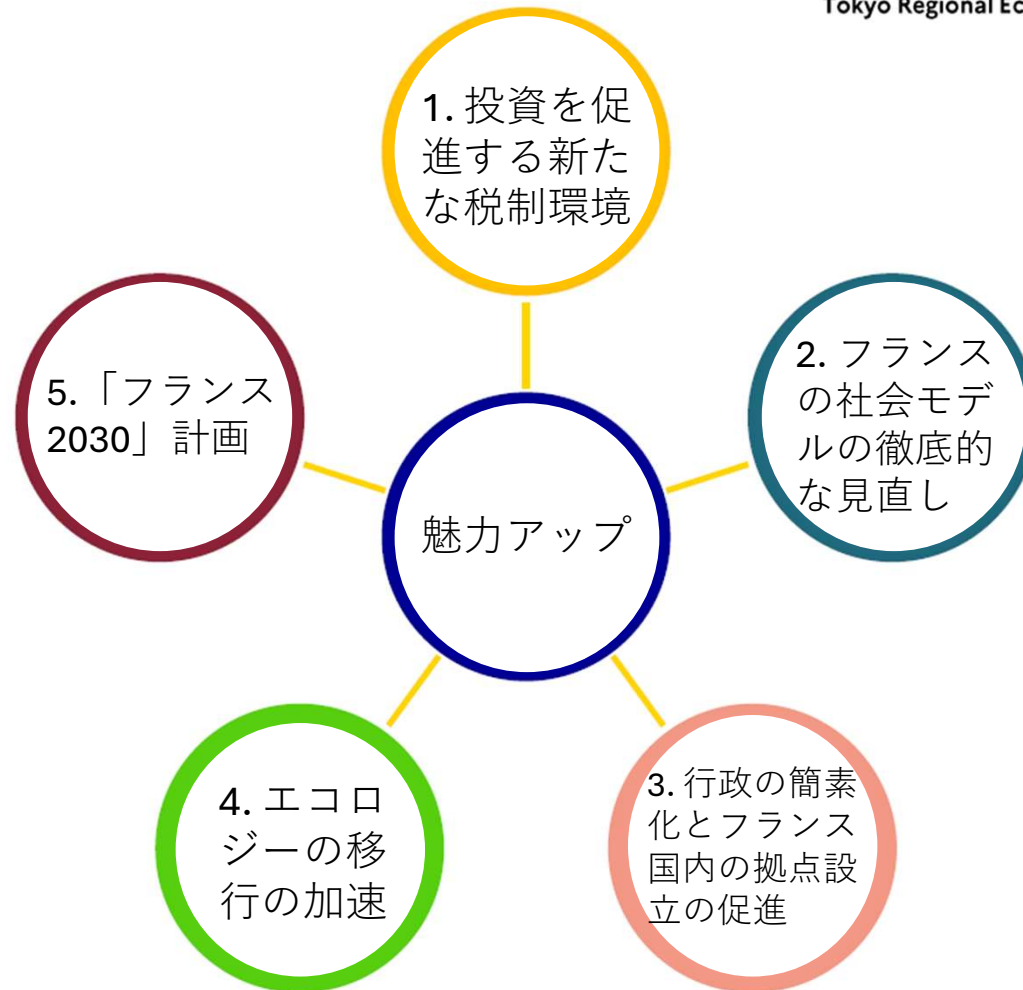 Tokyo Regional Ec
1. 投資を促
進する新た
な税制環境
2. フランス
の社会モデ
ルの徹底的
な見直し
3. 行政の簡素
化とフランス
国内の拠点設
立の促進
4. エコロ
ジーの移
行の加速
5.「フランス
2030」計画
魅力アップ